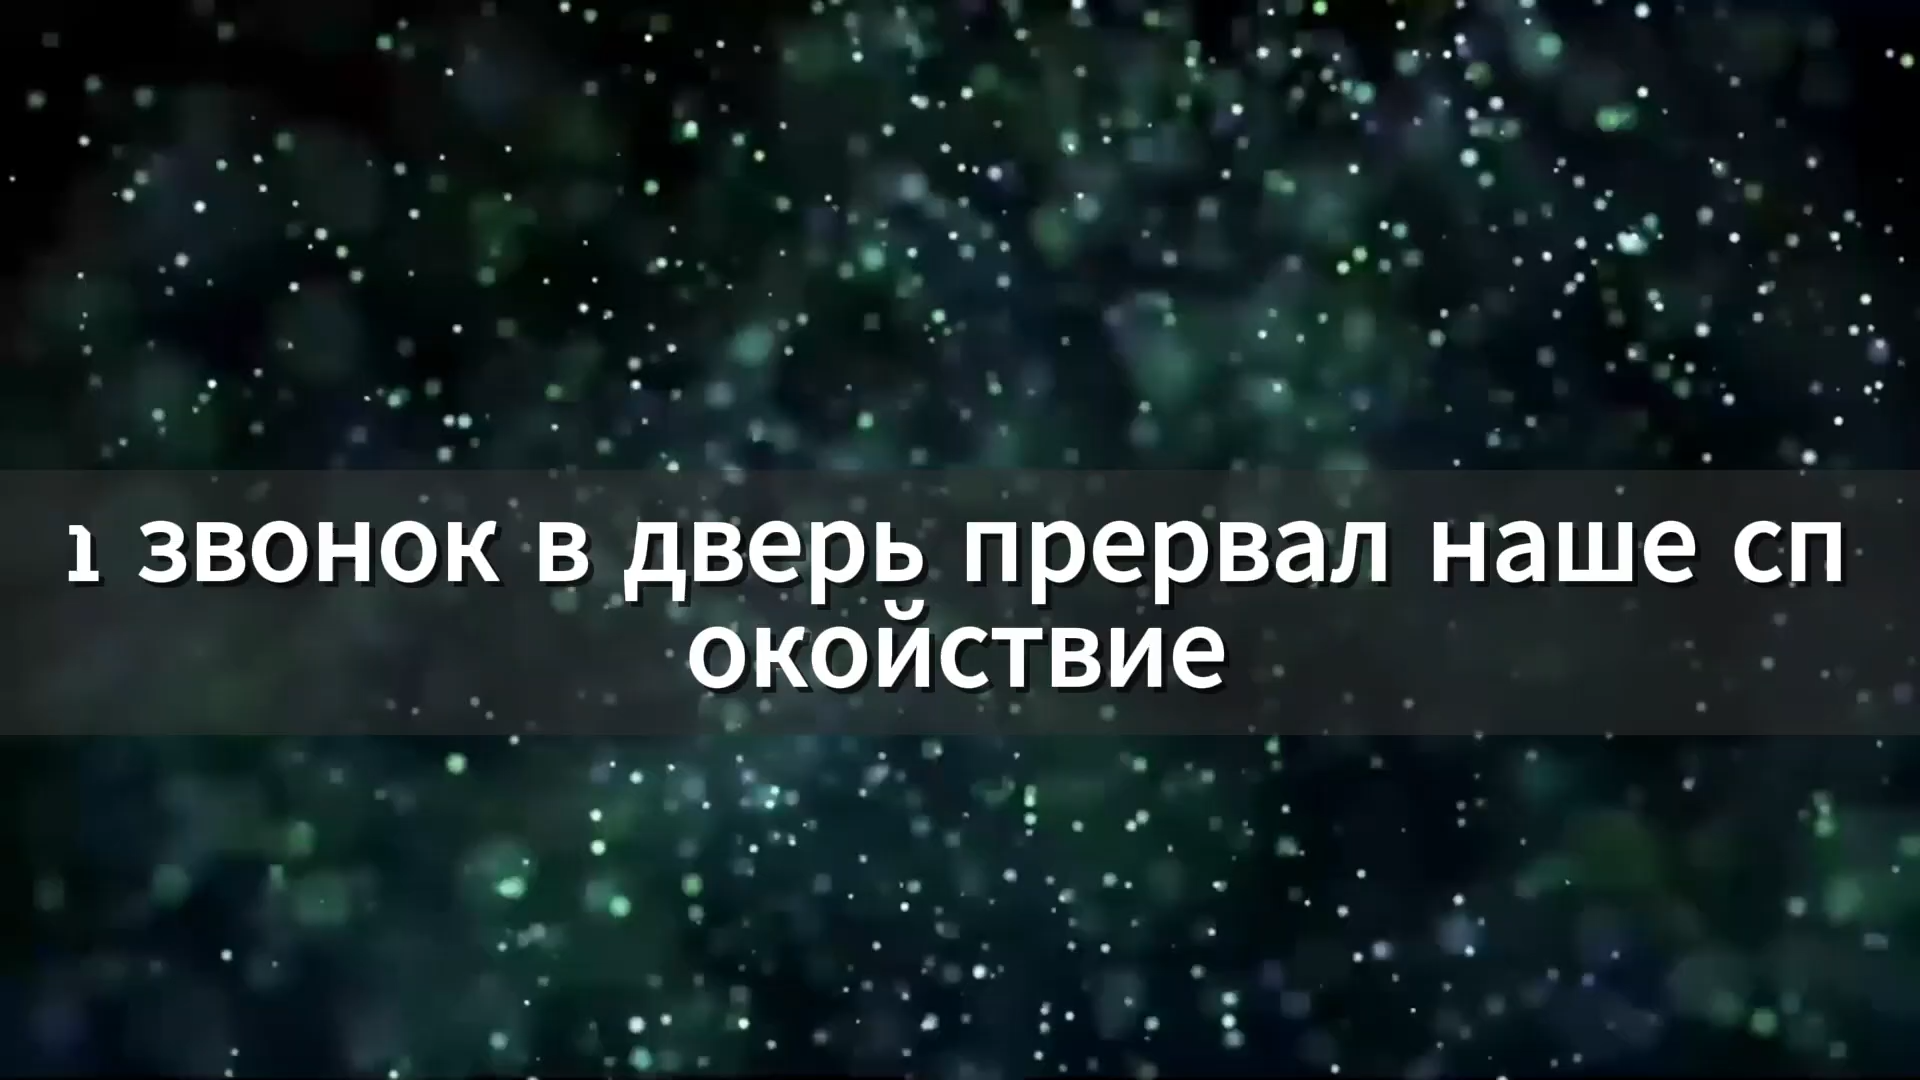 звонок в дверь прервал наше сп
окойствие